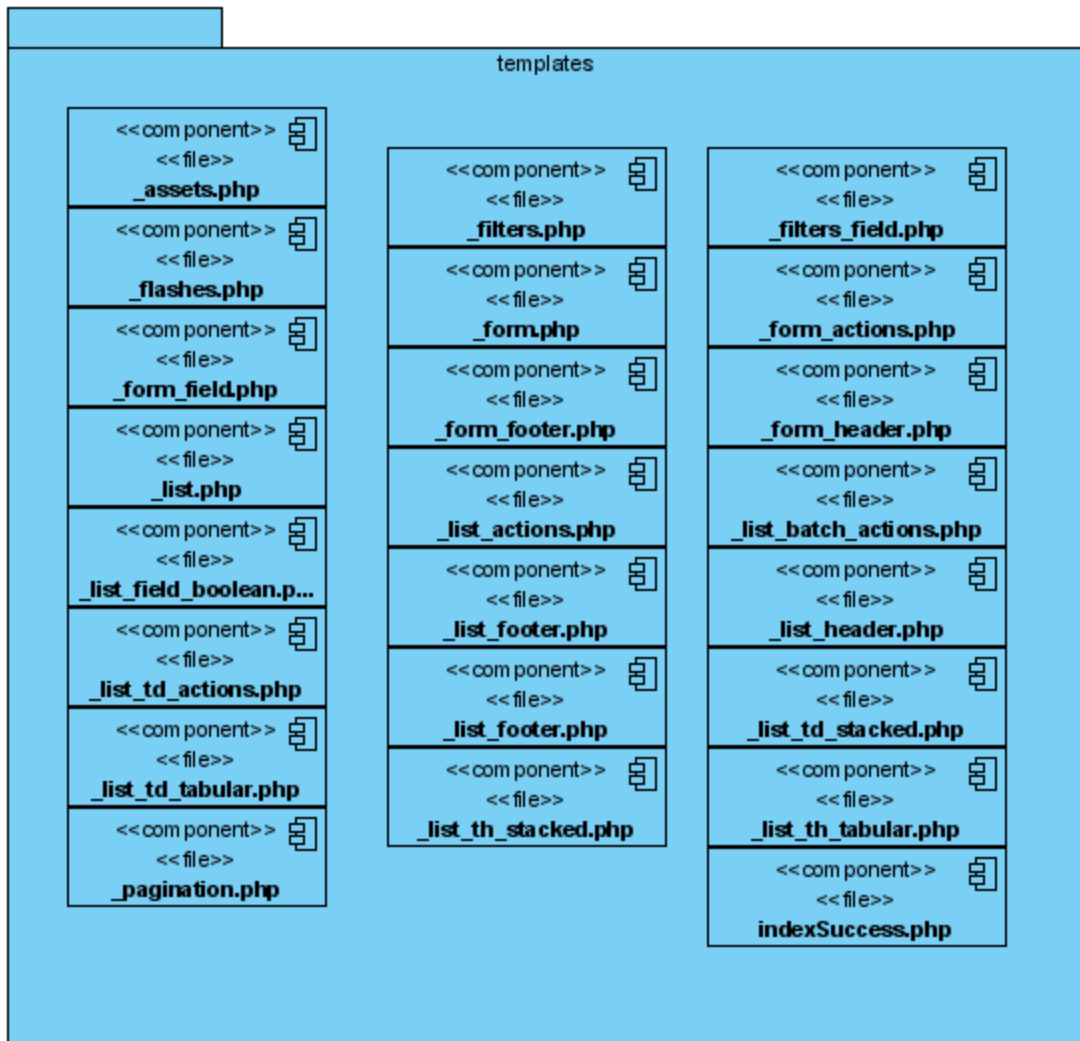 templates
<<component>>
<<file>>
_assets.php
<<component>>
<<file>>
_flashes.php
<<component>>
<<file>>
_form_field.php
<<component>>
<<file>>
_list.php
<<component>>
<<file>>
_list_field_boolean.p...
<<component>>
<<file>>
_list_td_actions.php
<<component>>
<<file>>
_list_td_tabular.php
<<component>>
<<file>>
_pagination.php
<<component>>
<<file>>
_filters.php
<<component>>
<<file>>
_form.php
<<component>>
<<file>>
_form_footer.php
<<component>>
<<file>>
_list_actions.php
<<component>>
<<file>>
_list_footer.php
<<component>>
<<file>>
_list_footer.php
<<component>>
<<file>>
_list_th_stacked.php
<<component>>
<<file>>
_filters_field.php
<<component>>
<<file>>
_form_actions.php
<<component>>
<<file>>
_form_header.php
<<component>>
<<file>>
_list_batch_actions.php
<<component>>
<<file>>
_list_header.php
<<component>>
<<file>>
_list_td_stacked.php
<<component>>
<<file>>
_list_th_tabular.php
<<component>>
<<file>>
indexSuccess.php